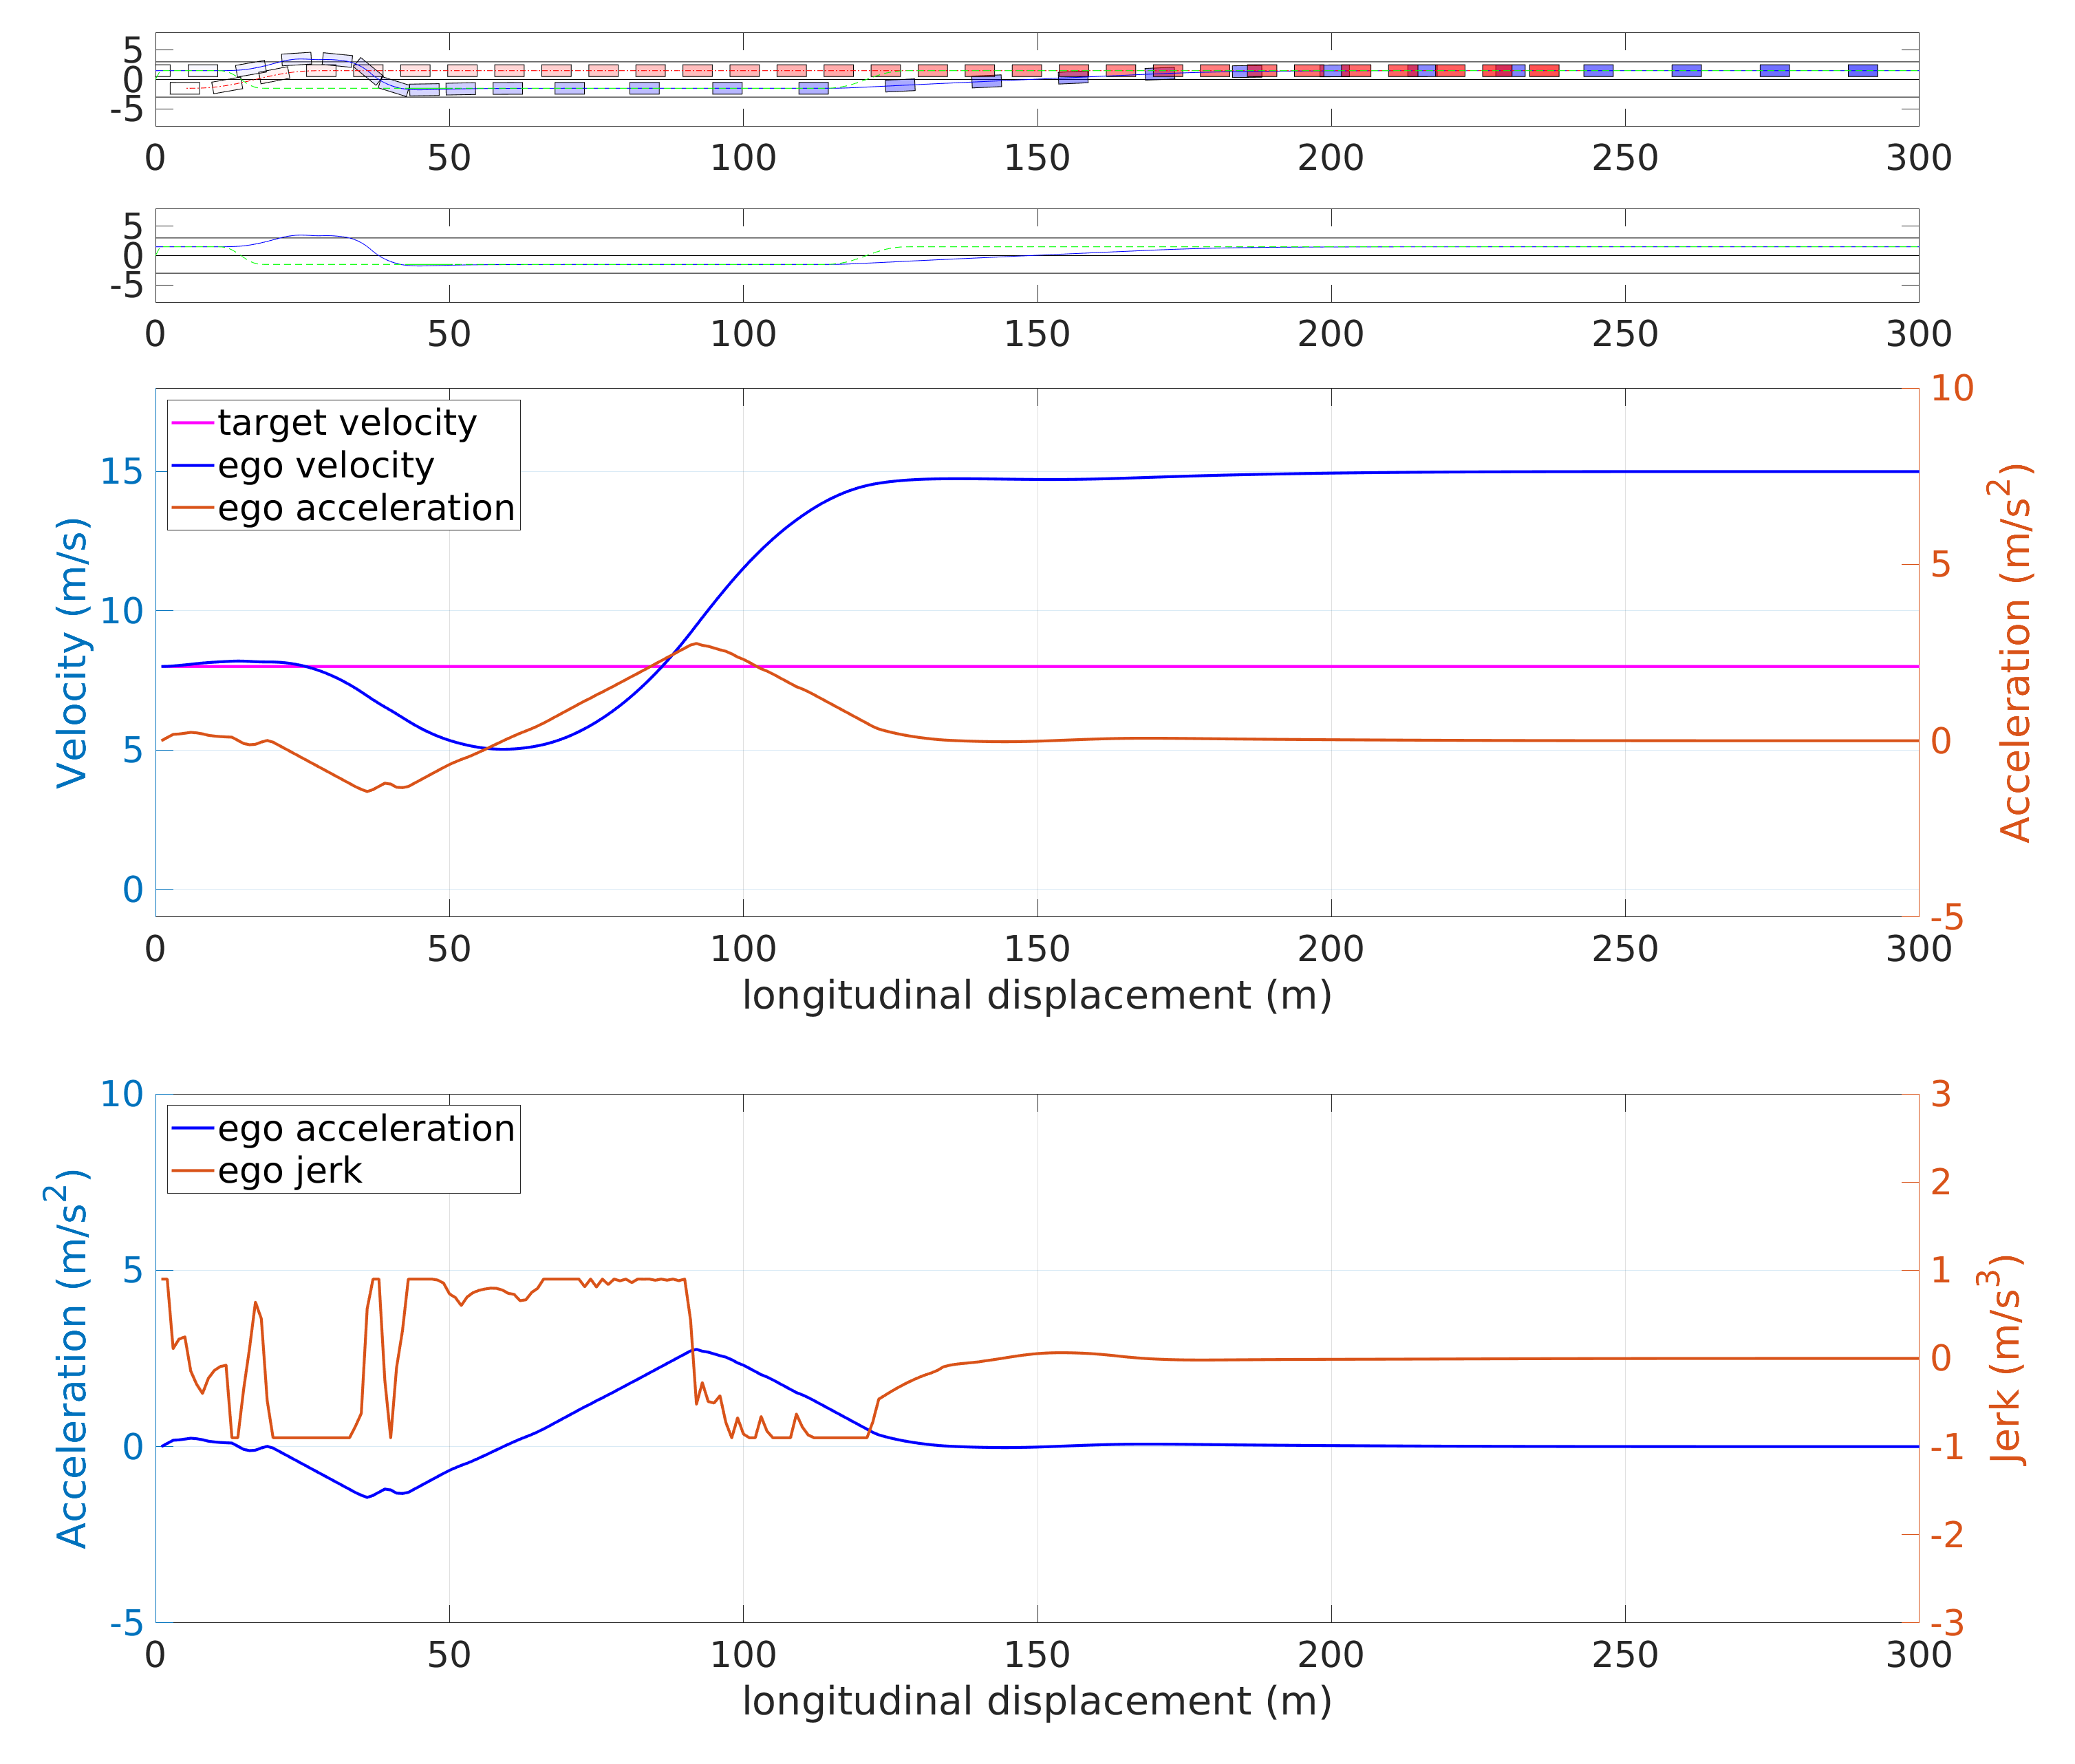 5
0
-5
0 50 100 150 200 250 300
5
0
-5
0 50 100 150 200 250 300
target velocity
ego velocity
ego acceleration
15
10
5
0
Velocity (m/s)
10
5
0
-5
Acceleration (m/s²)
0 50 100 150 200 250 300
longitudinal displacement (m)
ego acceleration
ego jerk
10
5
0
-5
Acceleration (m/s²)
3
2
1
0
-1
-2
-3
Jerk (m/s³)
0 50 100 150 200 250 300
longitudinal displacement (m)